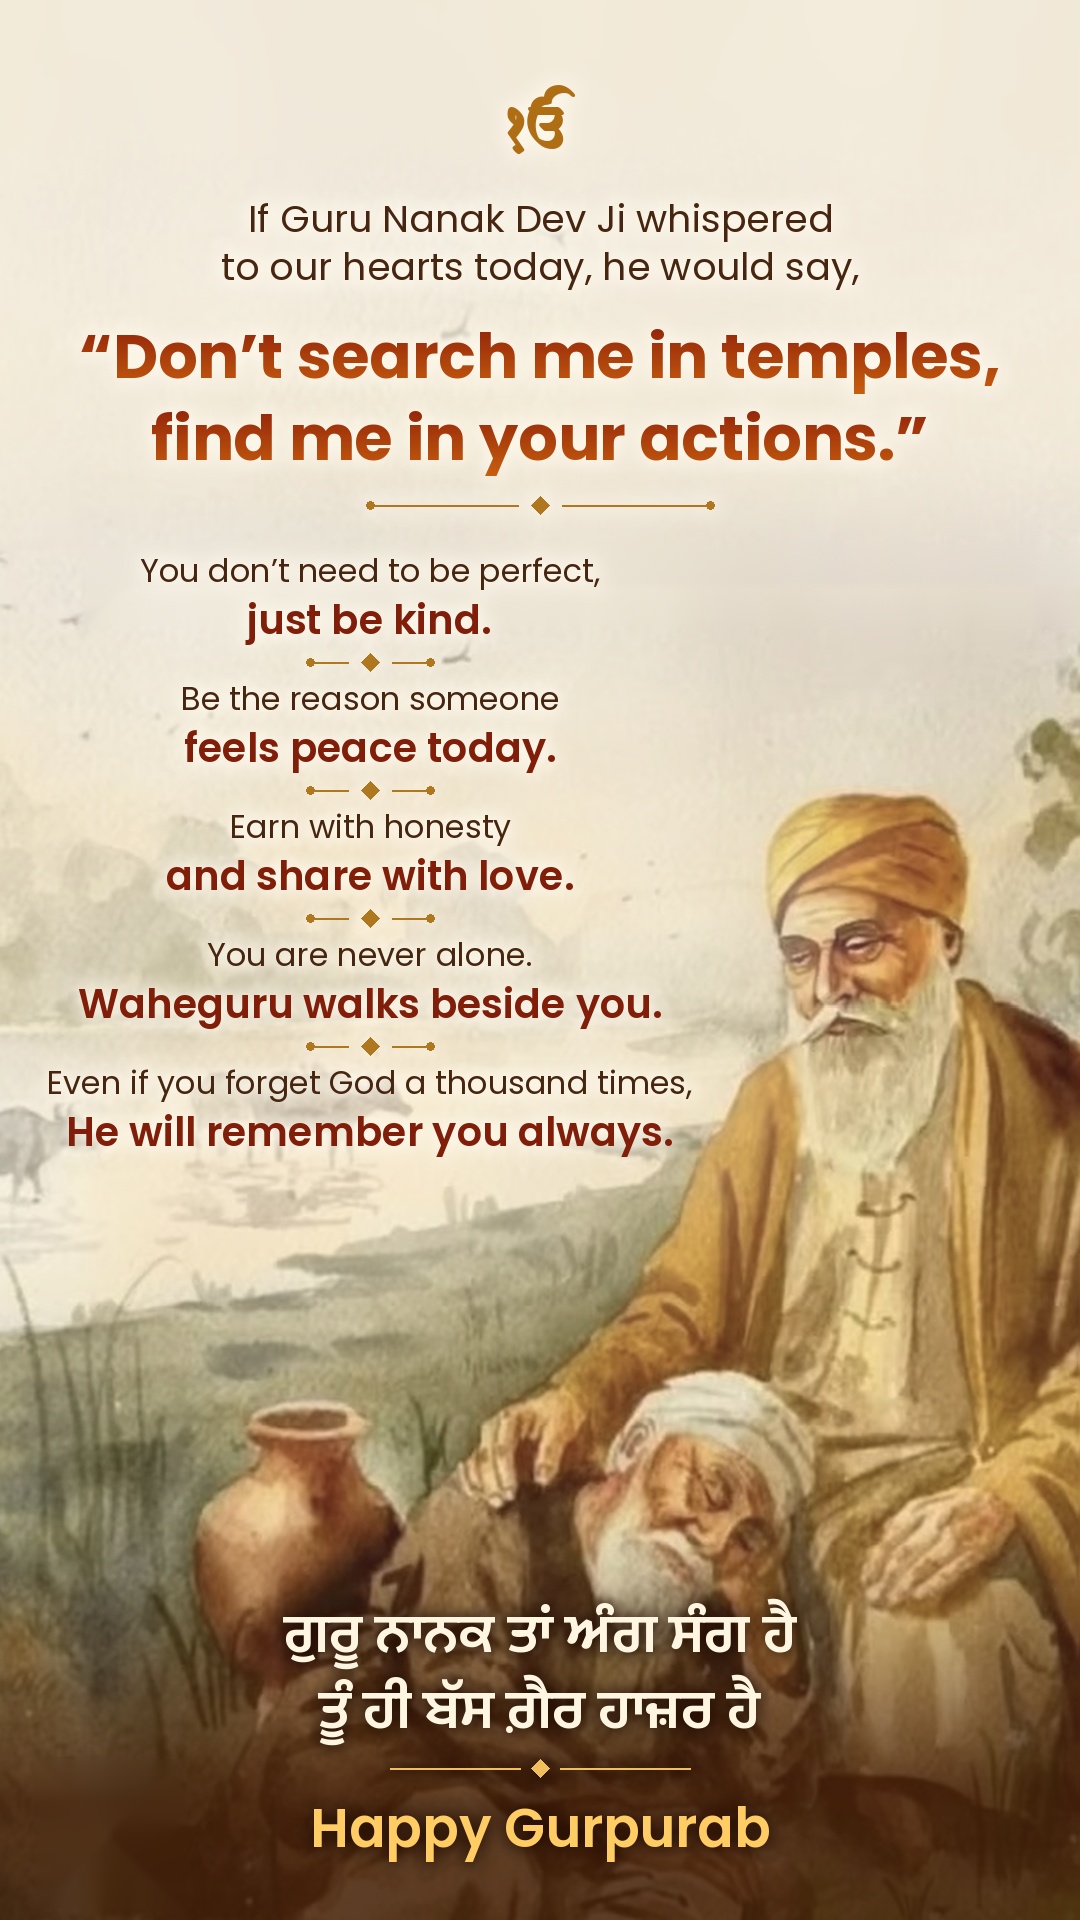 ੴ
If Guru Nanak Dev Ji whispered
to our hearts today, he would say,
“Don’t search me in temples,
find me in your actions.”
You don’t need to be perfect,
just be kind.
Be the reason someone
feels peace today.
Earn with honesty
and share with love.
You are never alone.
Waheguru walks beside you.
Even if you forget God a thousand times,
He will remember you always.
ਗੁਰੂ ਨਾਨਕ ਤਾਂ ਅੰਗ ਸੰਗ ਹੈ
ਤੂੰ ਹੀ ਬੱਸ ਗ਼ੈਰ ਹਾਜ਼ਰ ਹੈ
Happy Gurpurab